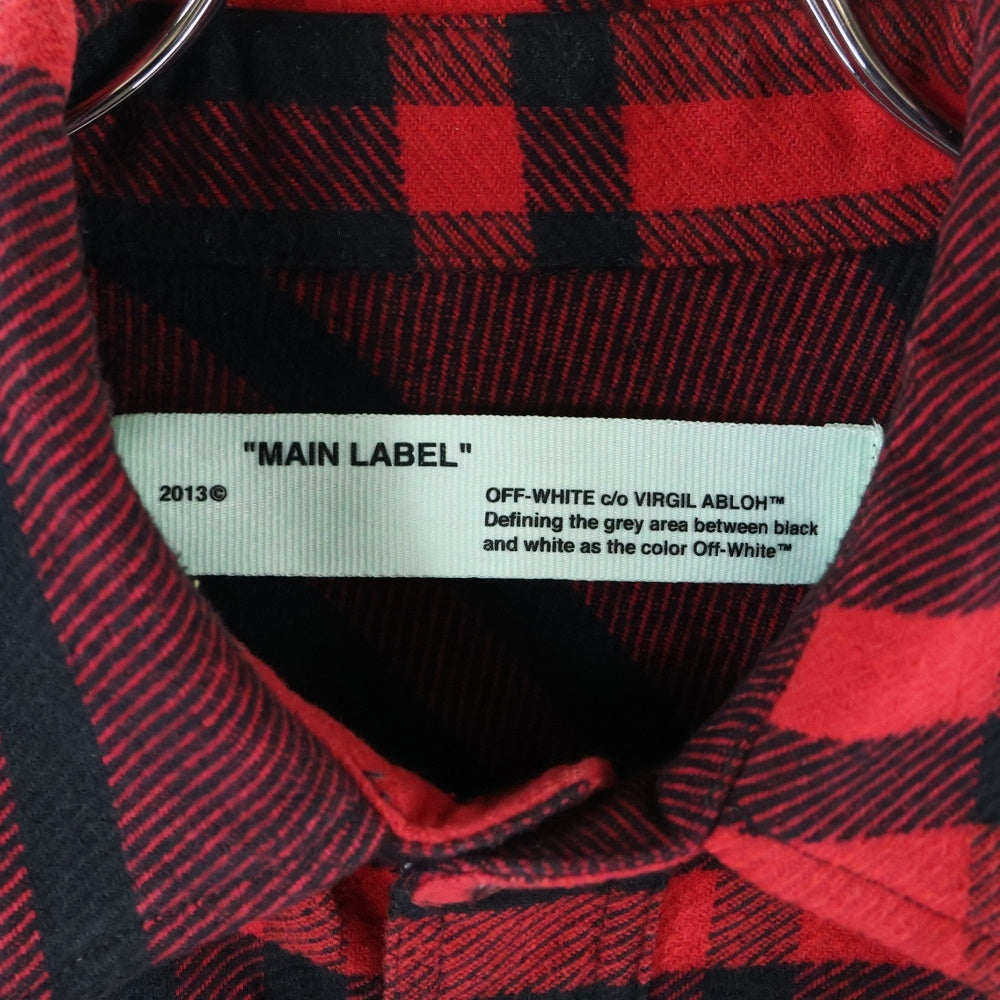 "MAIN LABEL"
2013©
OFF-WHITE c/o VIRGIL ABLOH™
Defining the grey area between black
and white as the color Off-White™